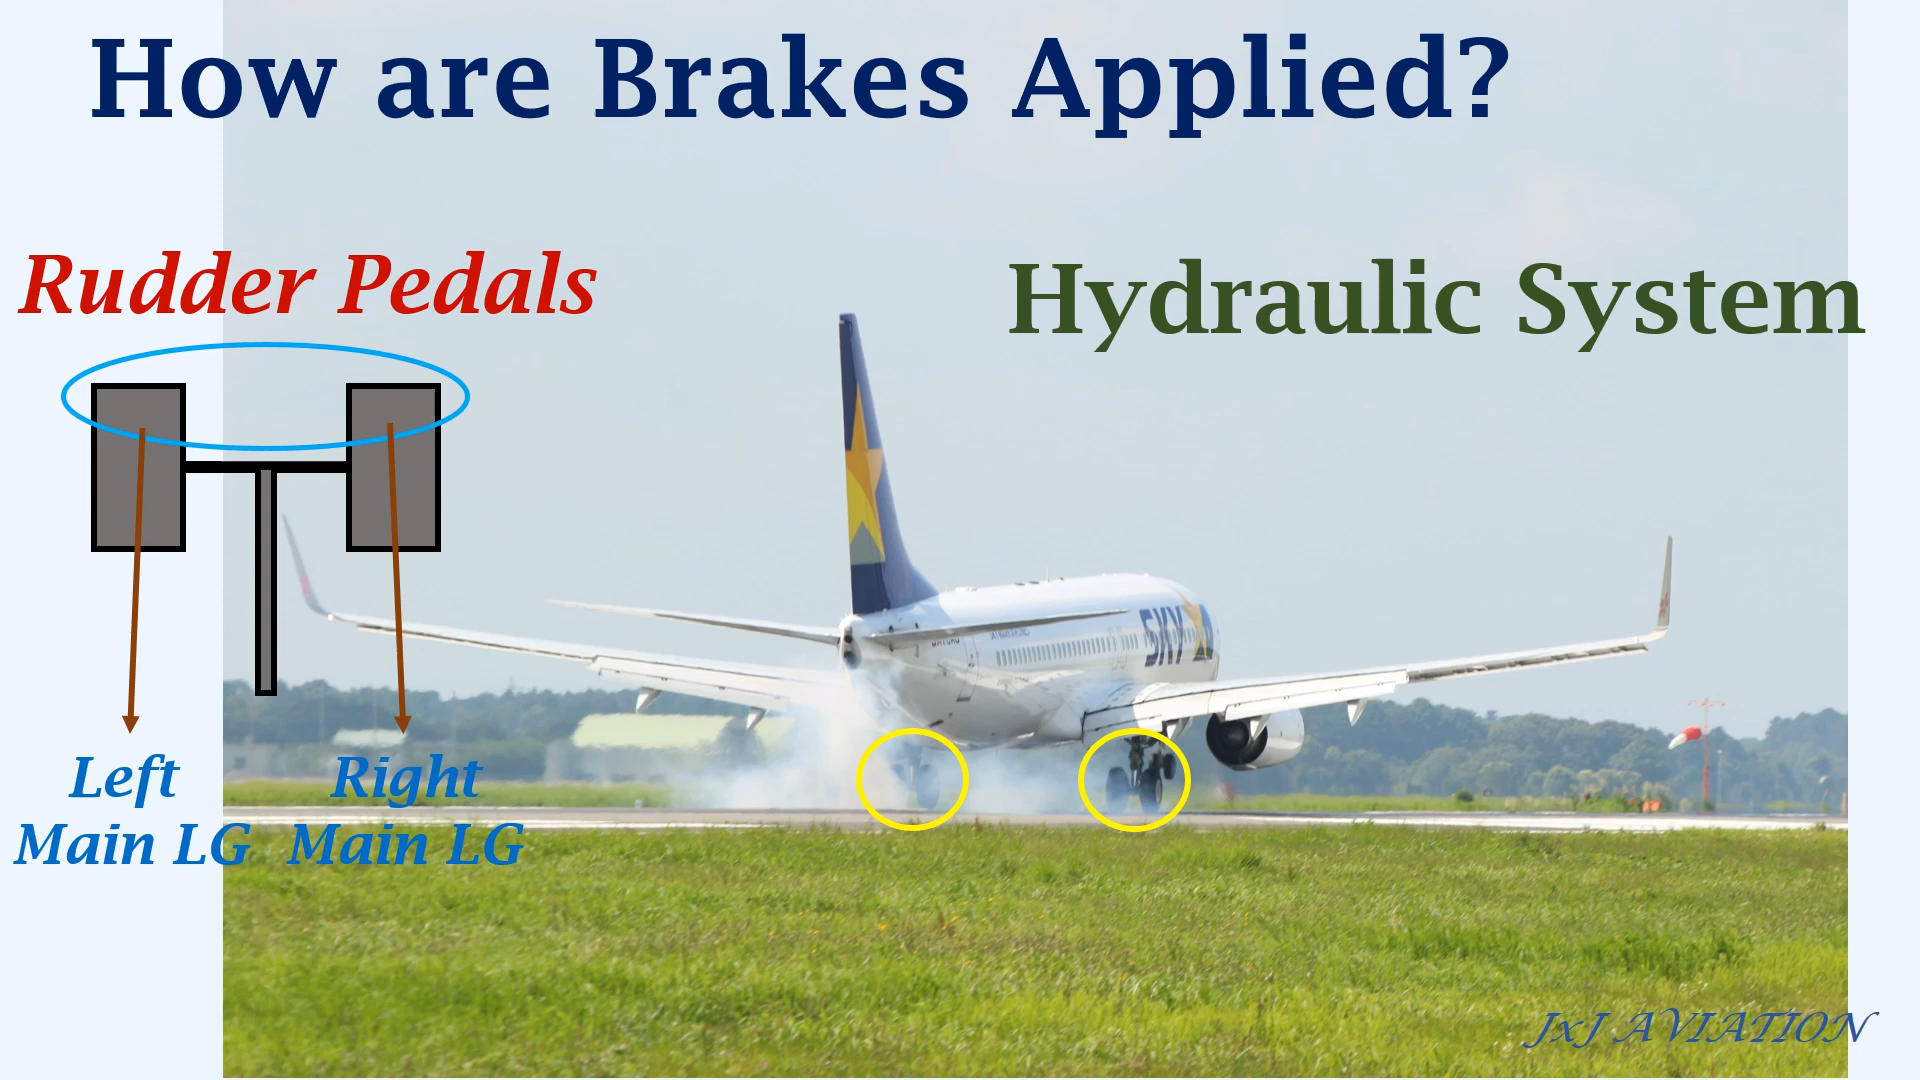 How are Brakes Applied?
Rudder Pedals
Hydraulic System
SKY
Left
Main LG
Right
Main LG
JxJ AVIATION